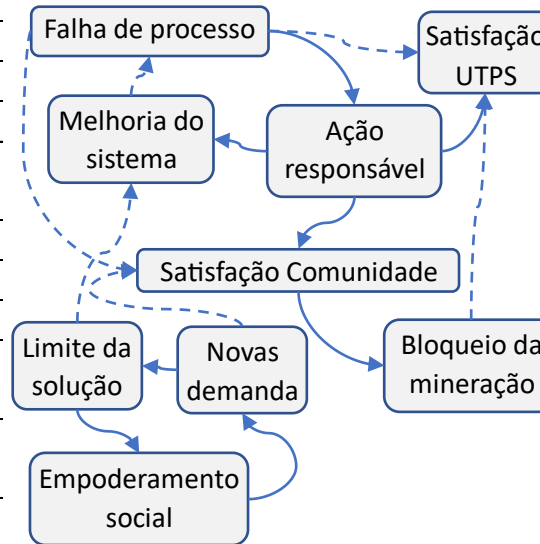 Falha de processo
Satisfação
UTPS
Melhoria do
sistema
Ação
responsável
Satisfação Comunidade
Limite da
solução
Novas
demanda
Bloqueio da
mineração
Empoderamento
social